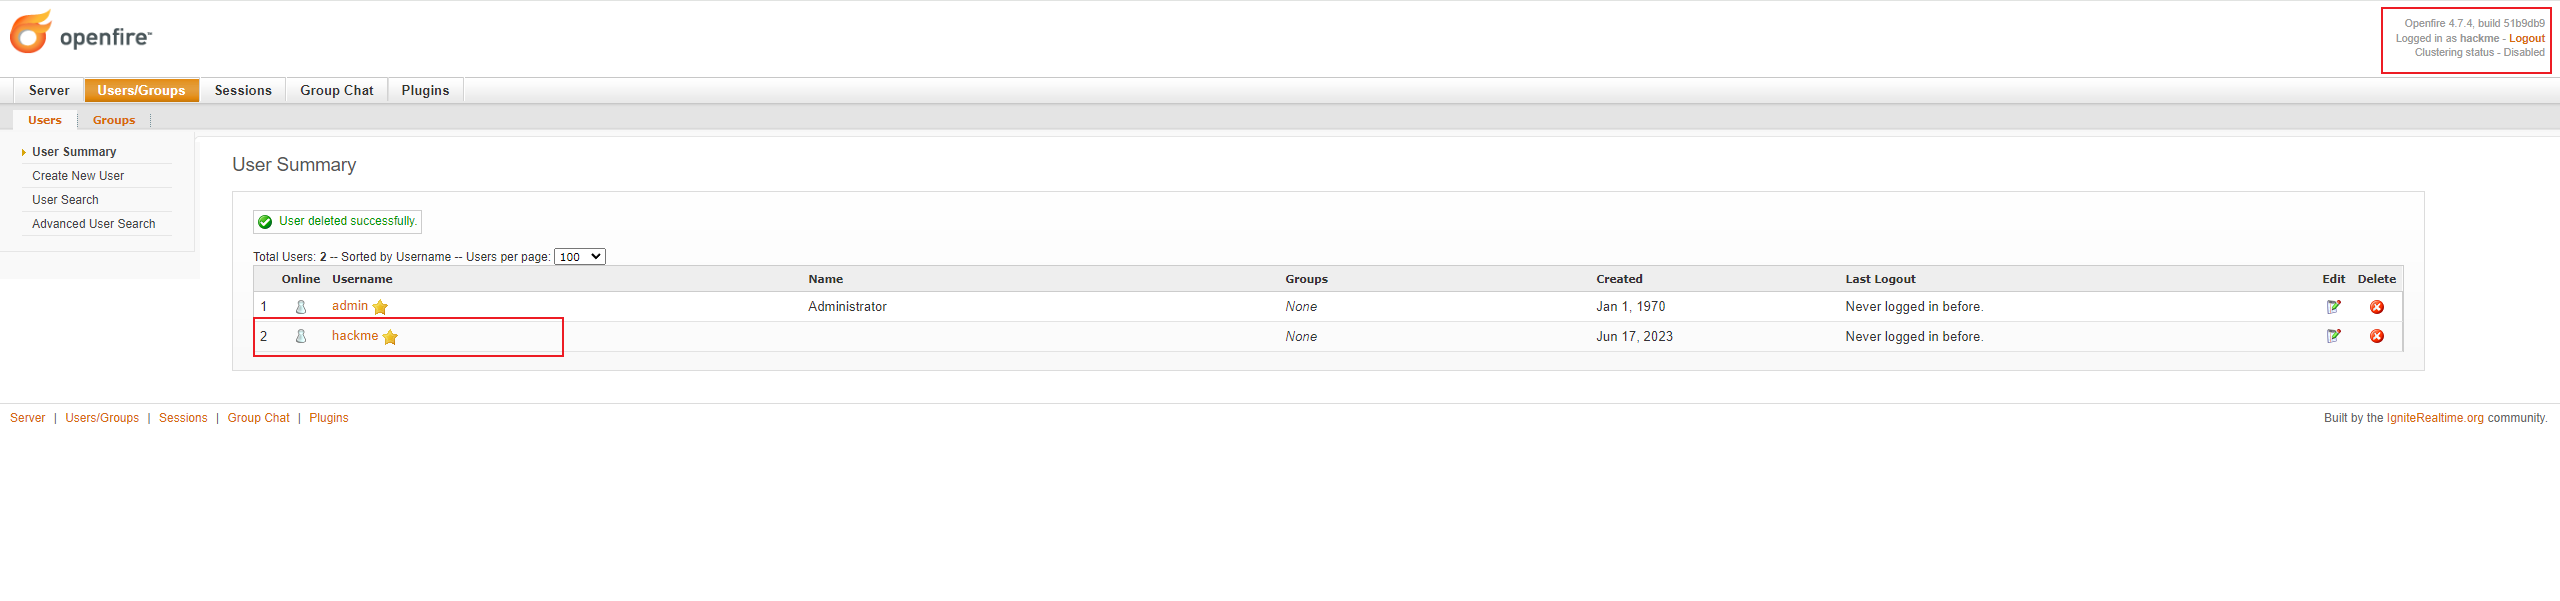 openfire™
Openfire 4.7.4, build 51b9db9
Logged in as hackme - Logout
Clustering status - Disabled
Server Users/Groups Sessions Group Chat Plugins
Users Groups
User Summary
Create New User
User Search
Advanced User Search
User Summary
User deleted successfully.
Total Users: 2 -- Sorted by Username -- Users per page: 100
Online Username Name Groups Created Last Logout Edit Delete
1 admin Administrator None Jan 1, 1970 Never logged in before.
2 hackme None Jun 17, 2023 Never logged in before.
Server | Users/Groups | Sessions | Group Chat | Plugins
Built by the IgniteRealtime.org community.